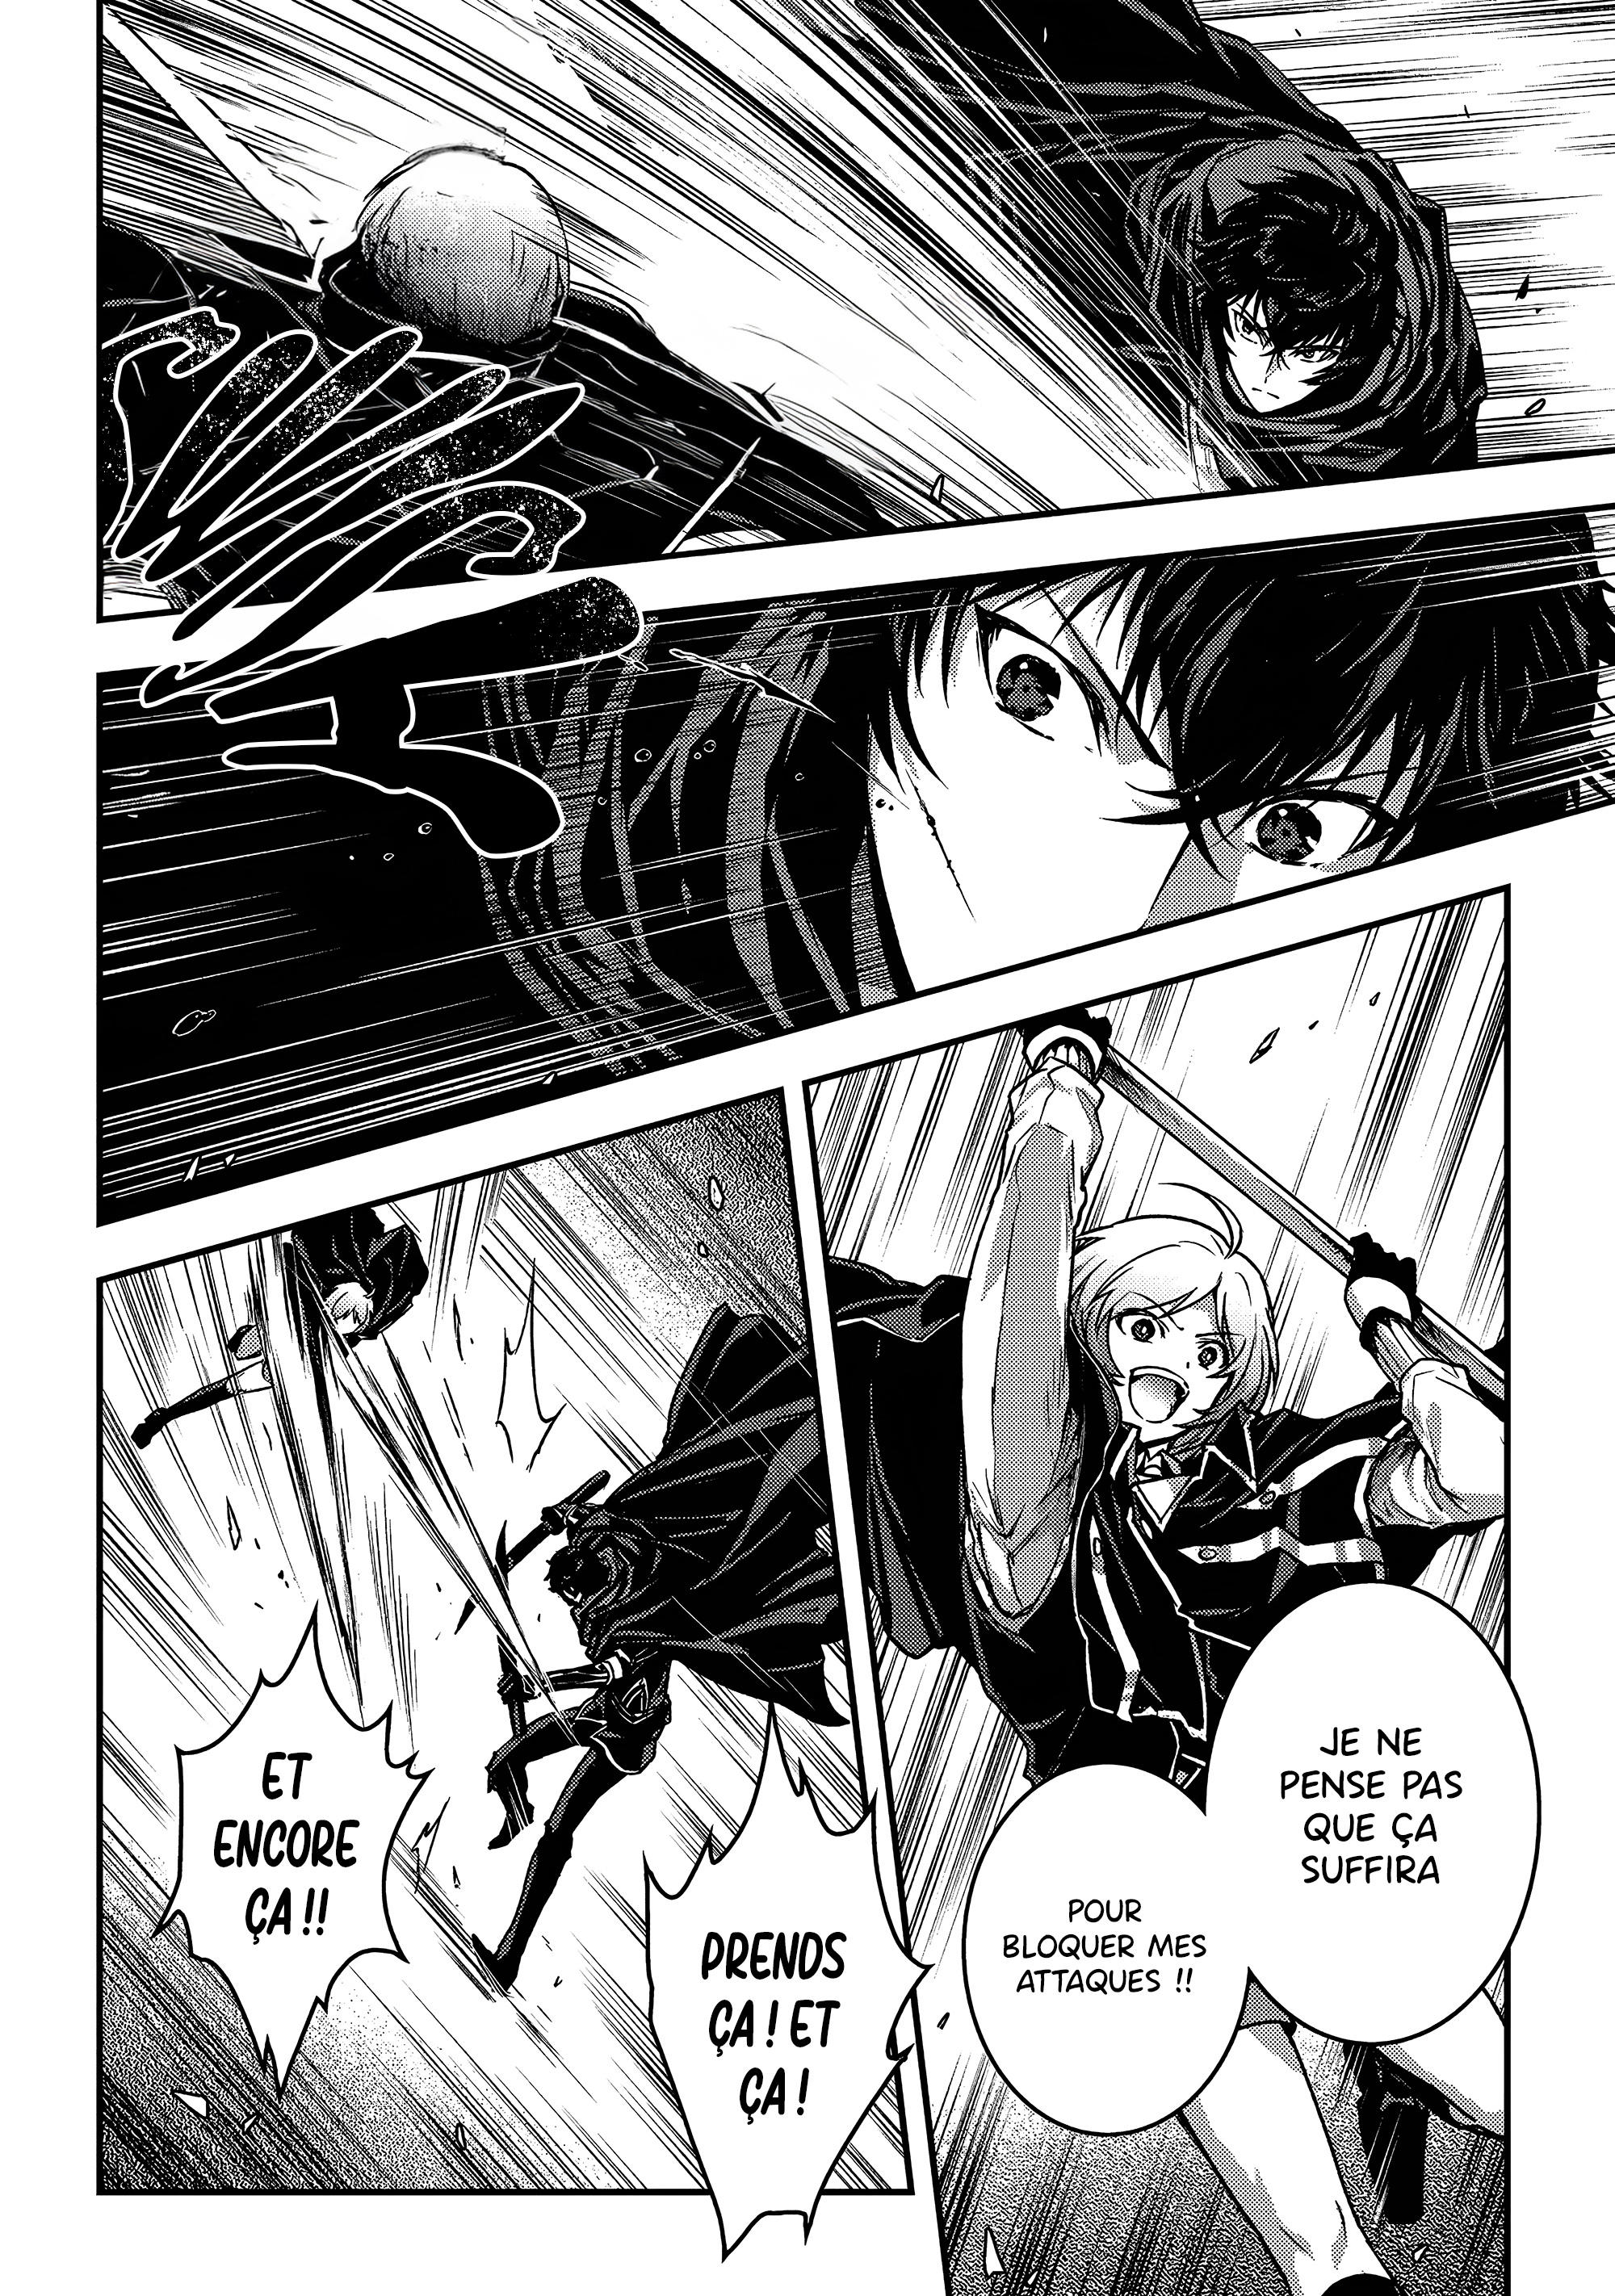 JE NE
PENSE PAS
QUE ÇA
SUFFIRA
POUR
BLOQUER MES
ATTAQUES !!
PRENDS
ÇA ! ET
ÇA !
ET
ENCORE
ÇA !!